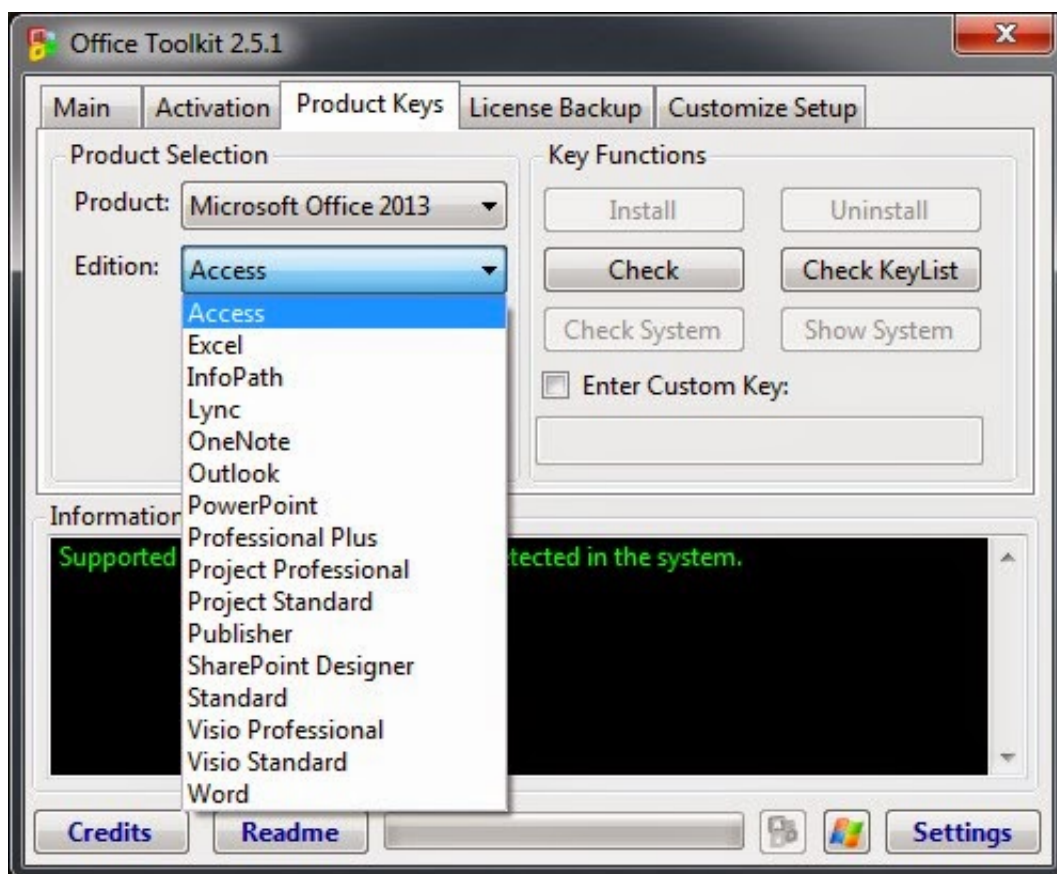 Office Toolkit 2.5.1
Main Activation Product Keys License Backup Customize Setup
Product Selection
Product: Microsoft Office 2013
Edition: Access
Access
Excel
InfoPath
Lync
OneNote
Outlook
PowerPoint
Professional Plus
Project Professional
Project Standard
Publisher
SharePoint Designer
Standard
Visio Professional
Visio Standard
Word
Key Functions
Install Uninstall
Check Check KeyList
Check System Show System
Enter Custom Key:
Information
Supported in the system.
Credits Readme Settings